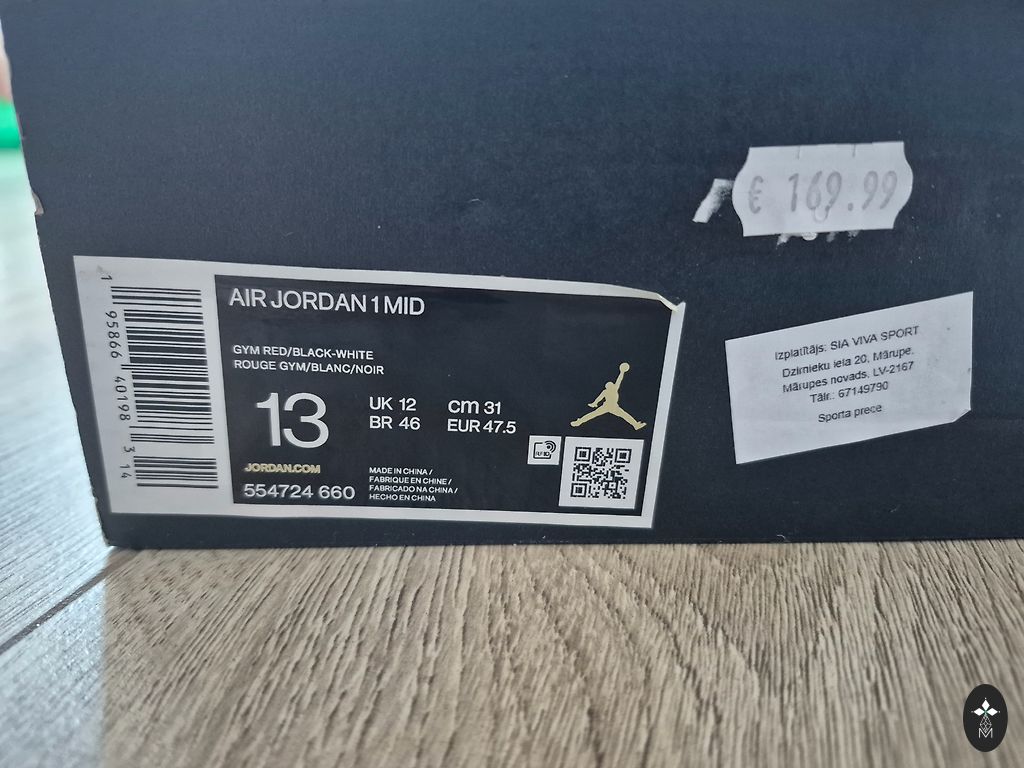 € 169.99
AIR JORDAN 1 MID
GYM RED/BLACK-WHITE
ROUGE GYM/BLANC/NOIR
13
UK 12
BR 46
cm 31
EUR 47.5
JORDAN.COM
554724 660
MADE IN CHINA /
FABRIQUE EN CHINE /
FABRICADO NA CHINA /
HECHO EN CHINA
RFID
1 95866 40198 3 14
Izplatītājs: SIA VIVA SPORT
Dzirnieku iela 20, Mārupe,
Mārupes novads, LV-2167
Tālr.: 67149790
Sporta prece
M